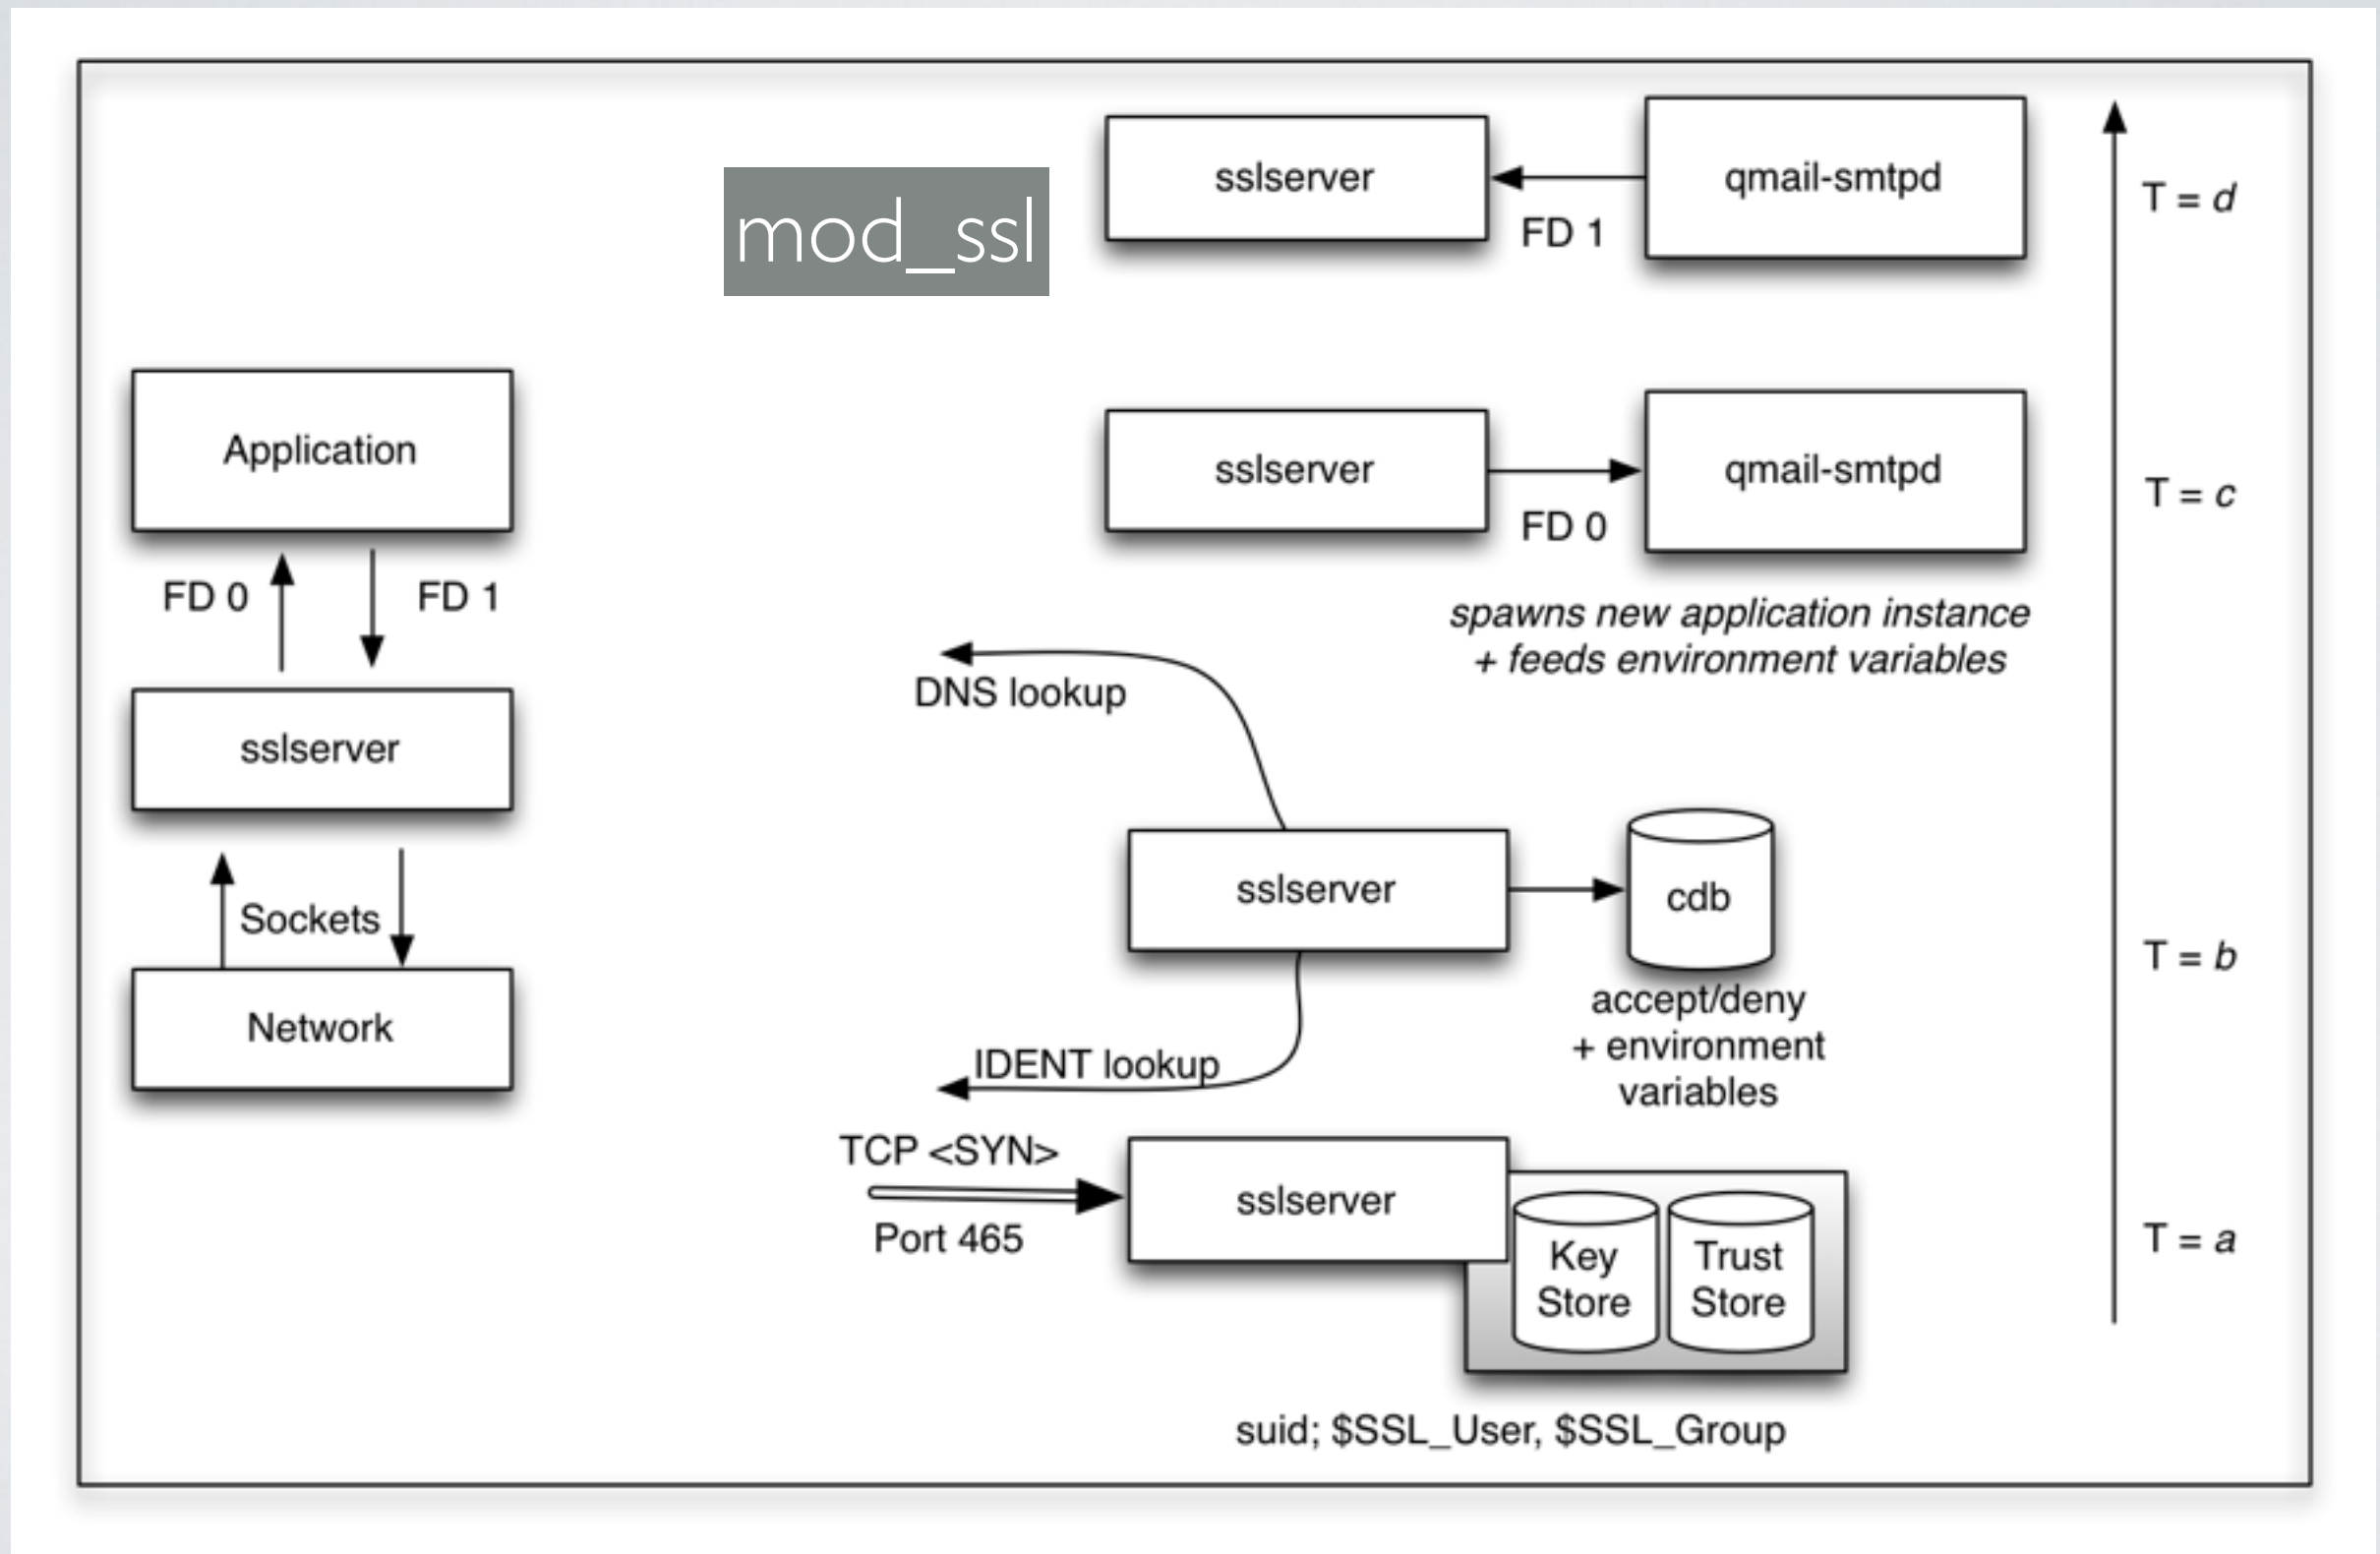 mod_ssl
sslserver
qmail-smtpd
FD 1
T = d
Application
sslserver
qmail-smtpd
FD 0
T = c
FD 0
FD 1
spawns new application instance
+ feeds environment variables
DNS lookup
sslserver
sslserver
cdb
Sockets
T = b
accept/deny
+ environment
variables
Network
IDENT lookup
TCP <SYN>
sslserver
Port 465
Key
Store
Trust
Store
T = a
suid; $SSL_User, $SSL_Group